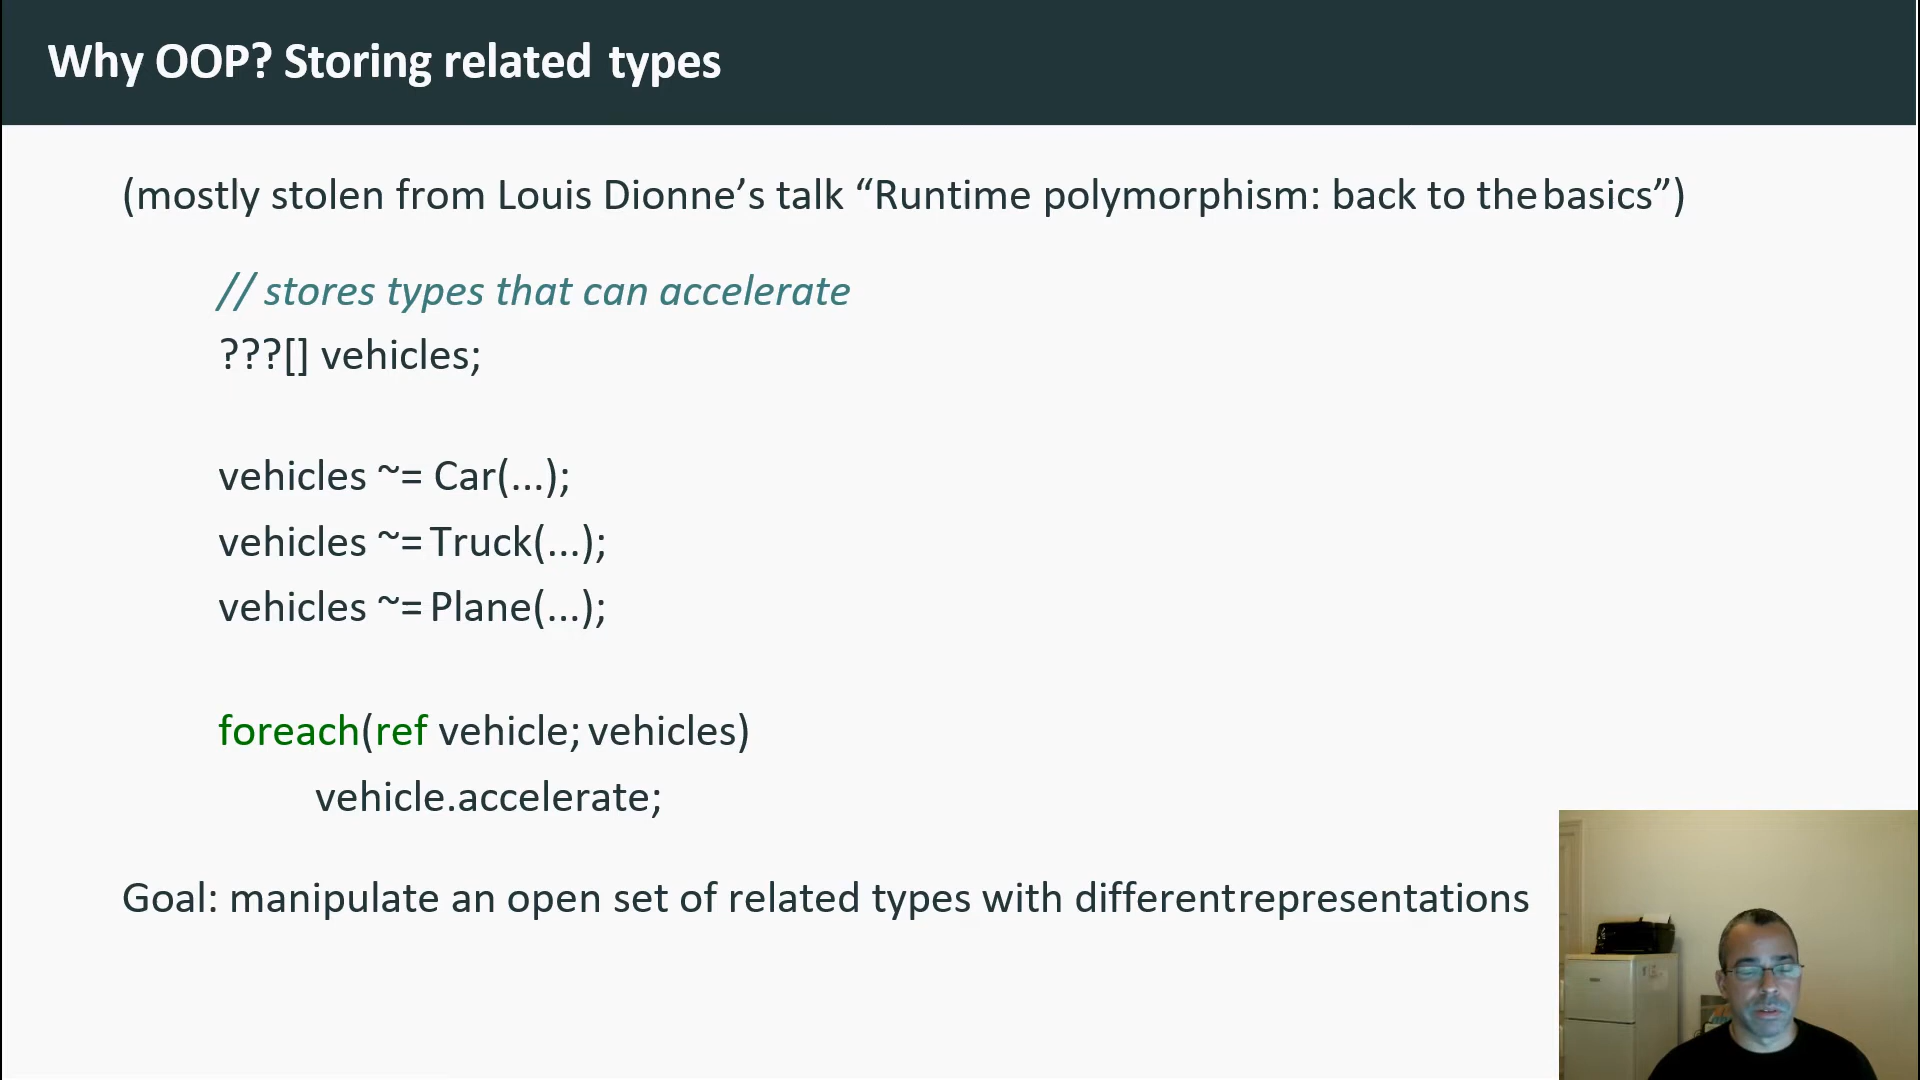 Why OOP? Storing related types
(mostly stolen from Louis Dionne’s talk “Runtime polymorphism: back to the basics”)
// stores types that can accelerate
???[] vehicles;
vehicles ~= Car(...);
vehicles ~= Truck(...);
vehicles ~= Plane(...);
foreach(ref vehicle; vehicles)
vehicle.accelerate;
Goal: manipulate an open set of related types with different representations